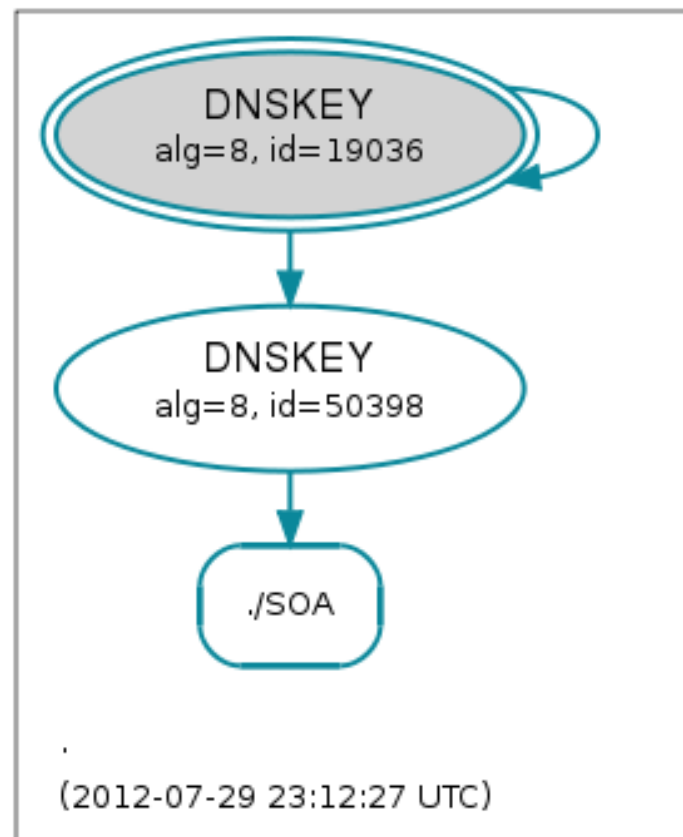 DNSKEY
alg=8, id=19036
DNSKEY
alg=8, id=50398
./SOA
.
(2012-07-29 23:12:27 UTC)